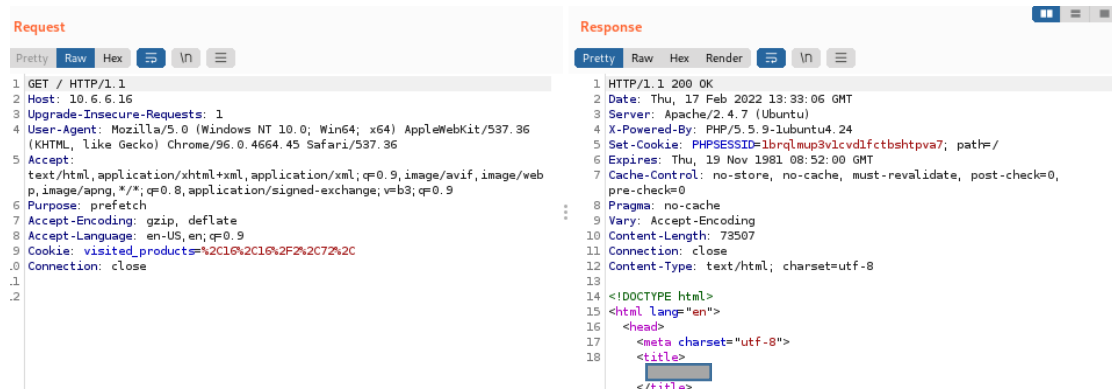 Request
Pretty Raw Hex \n
1 GET / HTTP/1.1
2 Host: 10.6.6.16
3 Upgrade-Insecure-Requests: 1
4 User-Agent: Mozilla/5.0 (Windows NT 10.0; Win64; x64) AppleWebKit/537.36
(KHTML, like Gecko) Chrome/96.0.4664.45 Safari/537.36
5 Accept:
text/html,application/xhtml+xml,application/xml;q=0.9,image/avif,image/web
p,image/apng,*/*;q=0.8,application/signed-exchange;v=b3;q=0.9
6 Purpose: prefetch
7 Accept-Encoding: gzip, deflate
8 Accept-Language: en-US,en;q=0.9
9 Cookie: visited_products=%2C16%2C16%2F2%2C72%2C
.0 Connection: close
.1
.2
Response
Pretty Raw Hex Render \n
1 HTTP/1.1 200 OK
2 Date: Thu, 17 Feb 2022 13:33:06 GMT
3 Server: Apache/2.4.7 (Ubuntu)
4 X-Powered-By: PHP/5.5.9-1ubuntu4.24
5 Set-Cookie: PHPSESSID=1brqlmup3v1cvd1fctbshtpva7; path=/
6 Expires: Thu, 19 Nov 1981 08:52:00 GMT
7 Cache-Control: no-store, no-cache, must-revalidate, post-check=0,
pre-check=0
8 Pragma: no-cache
9 Vary: Accept-Encoding
10 Content-Length: 73507
11 Connection: close
12 Content-Type: text/html; charset=utf-8
13
14 <!DOCTYPE html>
15 <html lang="en">
16 <head>
17 <meta charset="utf-8">
18 <title>
</title>